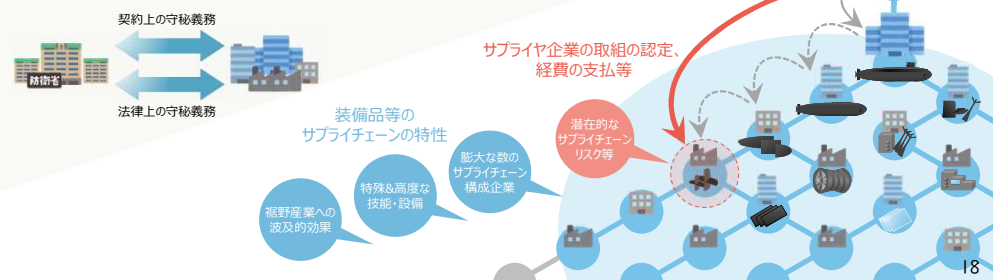 契約上の守秘義務
防衛省
法律上の守秘義務
サプライヤ企業の取組の認定、
経費の支払等
装備品等の
サプライチェーンの特性
潜在的な
サプライチェーン
リスク等
膨大な数の
サプライチェーン
構成企業
特殊&高度な
技能・設備
裾野産業への
波及的効果
18